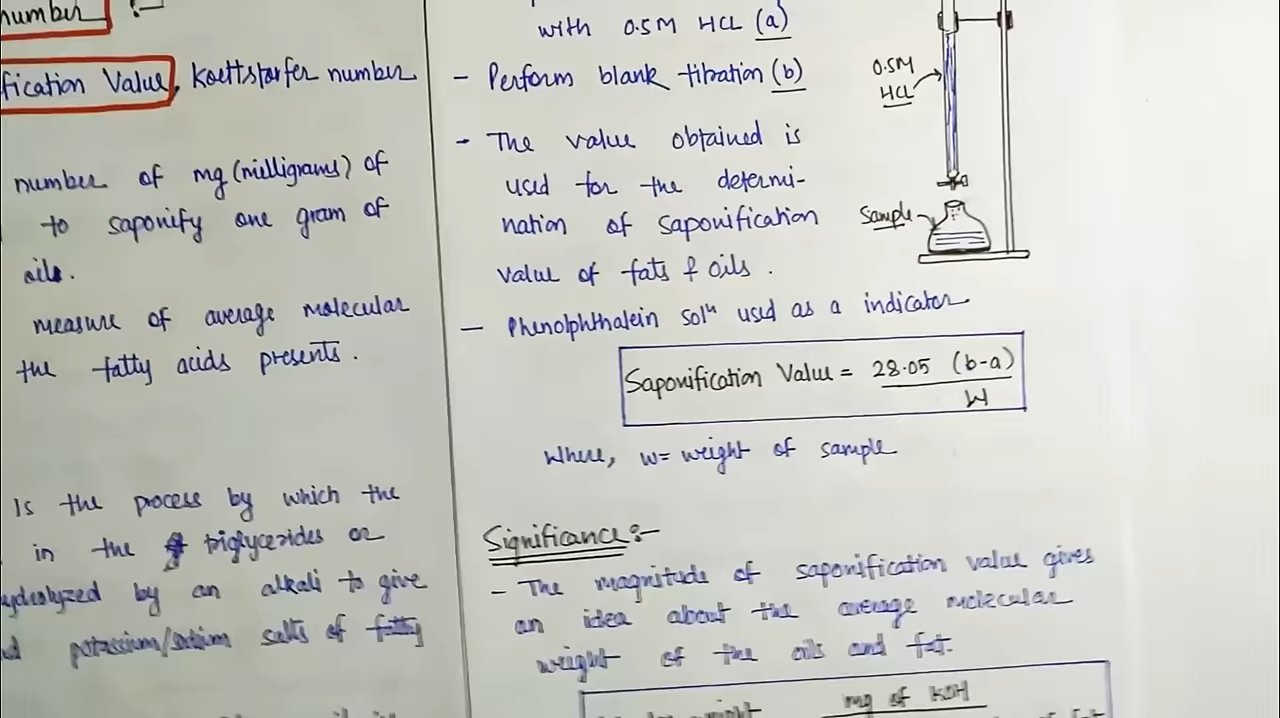 number :-
fication Value, Koettstorfer number
number of mg (milligrams) of
to saponify one gram of
oils.
measure of average molecular
the fatty acids presents.
Is the process by which the
in the triglycerides or
hydrolyzed by an alkali to give
potassium/sodium salts of fatty
with 0.5M HCL (a)
- Perform blank titration (b)
- The value obtained is
used for the determi-
nation of saponification
value of fats & oils.
- Phenolphthalein solⁿ used as a indicator
Saponification Value = 28.05 (b-a)
W
Where, w= weight of sample
Significance:-
- The magnitude of saponification value gives
an idea about the average molecular
weight of the oils and fat.
mg of KOH
0.5M
HCL
Sample